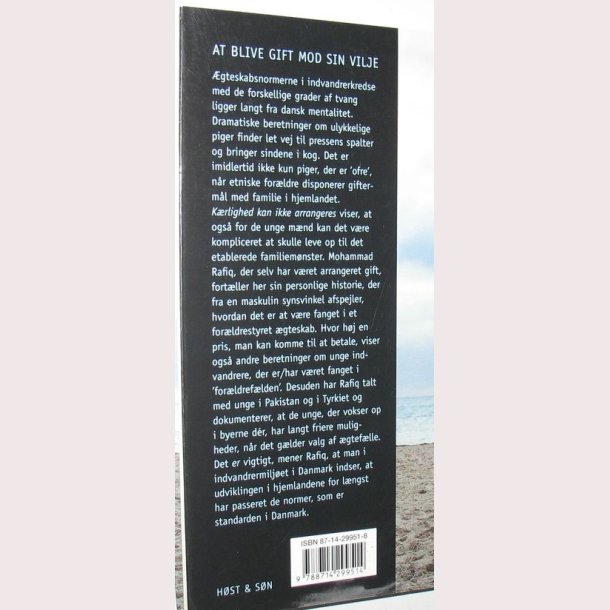 AT BLIVE GIFT MOD SIN VILJE
Ægteskabsnormerne i indvandrerkredse
med de forskellige grader af tvang
ligger langt fra dansk mentalitet.
Dramatiske beretninger om ulykkelige
piger finder let vej til pressens spalter
og bringer sindene i kog. Det er
imidlertid ikke kun piger, der er 'ofre',
når etniske forældre disponerer gifter-
mål med familie i hjemlandet.
Kærlighed kan ikke arrangeres viser, at
også for de unge mænd kan det være
kompliceret at skulle leve op til det
etablerede familiemønster. Mohammad
Rafiq, der selv har været arrangeret gift,
fortæller her sin personlige historie, der
fra en maskulin synsvinkel afspejler,
hvordan det er at være fanget i et
forældrestyret ægteskab. Hvor høj en
pris, man kan komme til at betale, viser
også andre beretninger om unge ind-
vandrere, der er/har været fanget i
'forældrefælden'. Desuden har Rafiq talt
med unge i Pakistan og i Tyrkiet og
dokumenterer, at de unge, der vokser op
i byerne dér, har langt friere mulig-
heder, når det gælder valg af ægtefælle.
Det er vigtigt, mener Rafiq, at man i
indvandrermiljøet i Danmark indser, at
udviklingen i hjemlandene for længst
har passeret de normer, som er
standarden i Danmark.
ISBN 87-14-29951-8
9 788714 299514
HØST & SØN